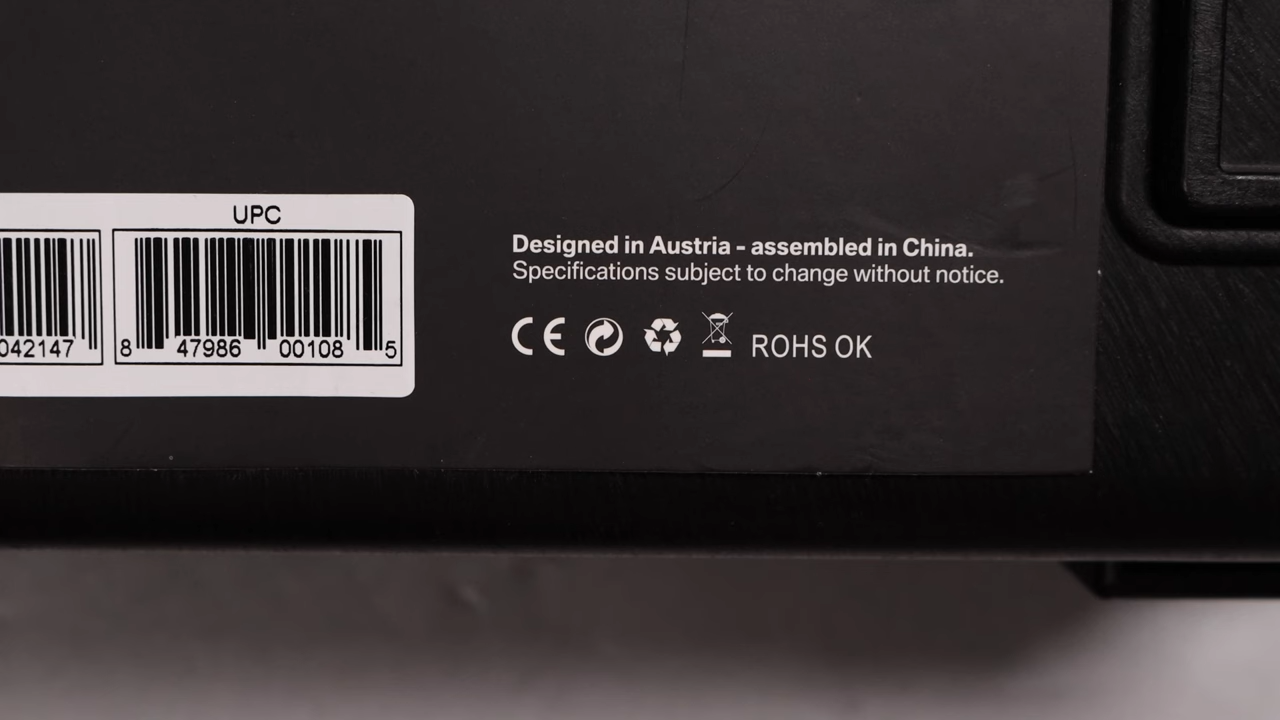 UPC
042147
8 47986 00108 5
Designed in Austria - assembled in China.
Specifications subject to change without notice.
CE ROHS OK